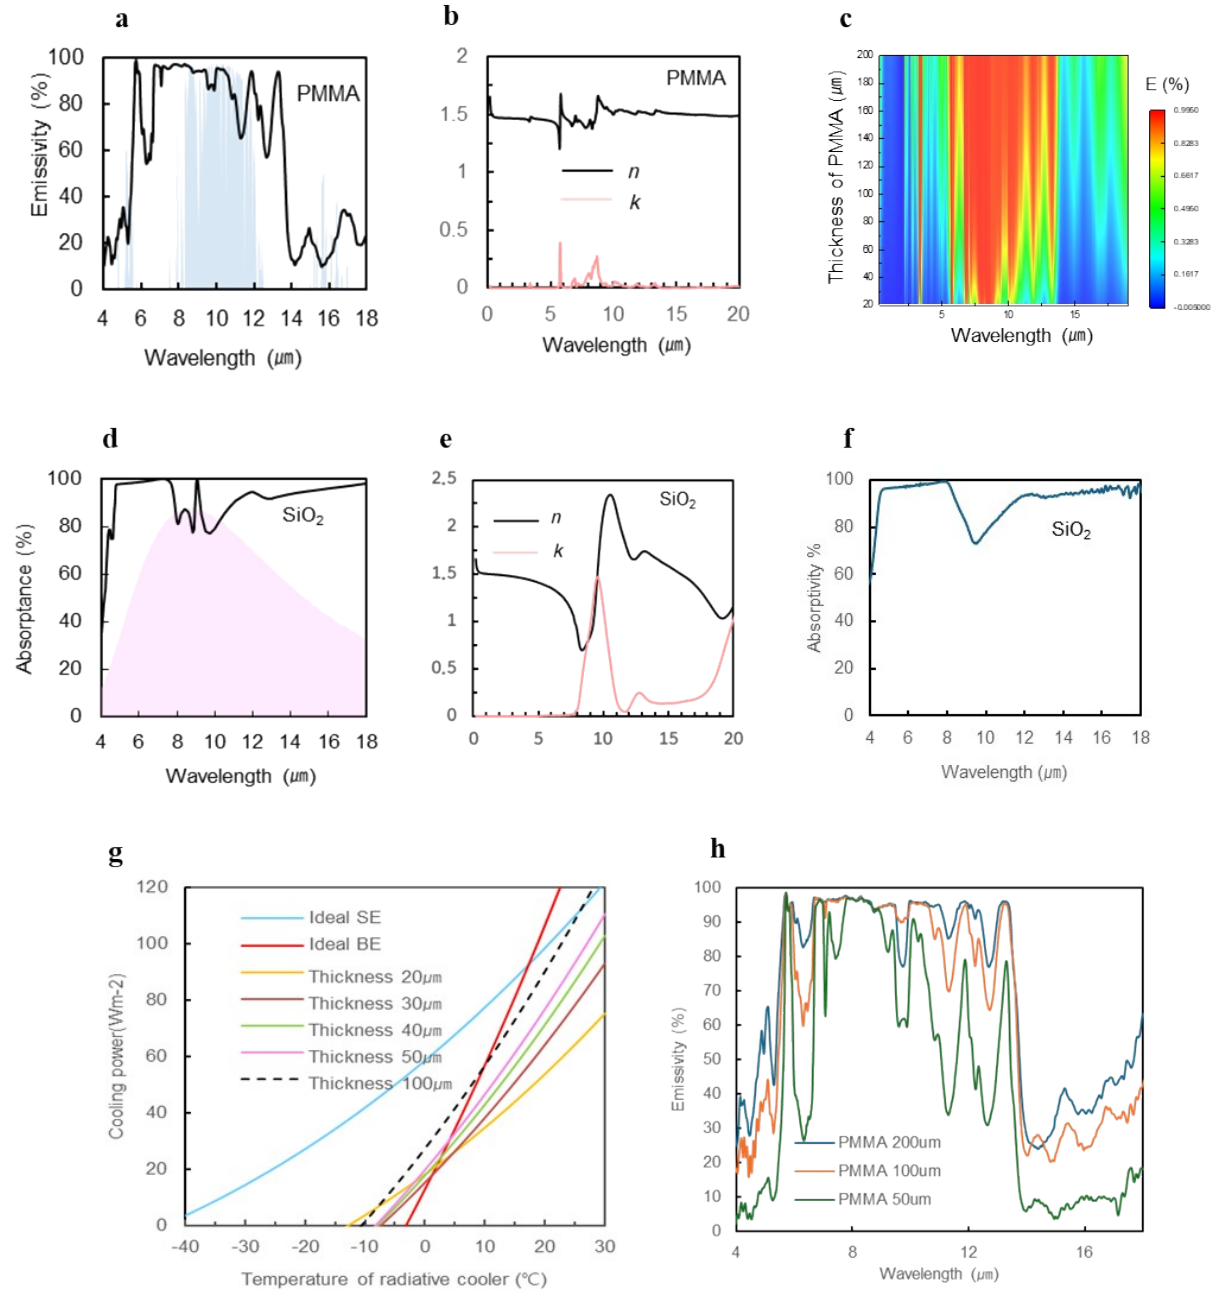 a
100
80
60
40
20
0
4 6 8 10 12 14 16 18
Emissivity (%)
PMMA
Wavelength (㎛)
b
2
1.5
1
0.5
0
0 5 10 15 20
PMMA
n
k
Wavelength (㎛)
c
200
180
160
140
120
100
80
60
40
20
5 10 15
Thickness of PMMA (㎛)
Wavelength (㎛)
E (%)
0.9950
0.8283
0.6617
0.4950
0.3283
0.1617
-0.005000
d
100
80
60
40
20
0
4 6 8 10 12 14 16 18
Absorptance (%)
SiO2
Wavelength (㎛)
e
2,5
2
1,5
1
0,5
0
0 5 10 15 20
SiO2
n
k
Wavelength (㎛)
f
100
80
60
40
20
0
4 6 8 10 12 14 16 18
Absorptivity %
SiO2
Wavelength (㎛)
g
120
100
80
60
40
20
0
-40 -30 -20 -10 0 10 20 30
Cooling power(Wm-2)
Ideal SE
Ideal BE
Thickness 20㎛
Thickness 30㎛
Thickness 40㎛
Thickness 50㎛
Thickness 100㎛
Temperature of radiative cooler (℃)
h
100
90
80
70
60
50
40
30
20
10
0
4 8 12 16
Emissivity (%)
PMMA 200um
PMMA 100um
PMMA 50um
Wavelength (㎛)